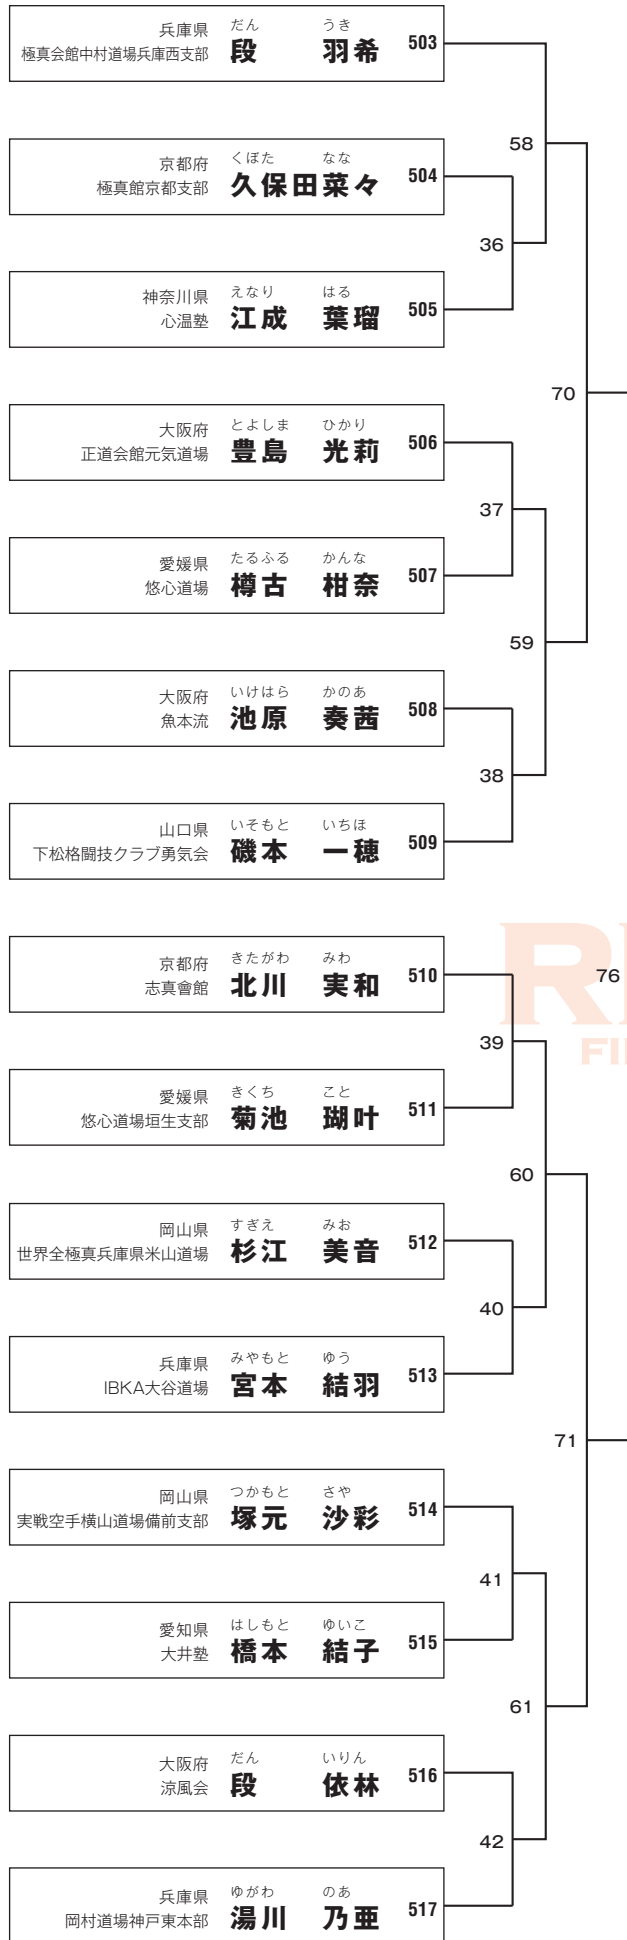 兵庫県
極真会館中村道場兵庫西支部
だん うき
段 羽希
503
58
京都府
極真館京都支部
くぼた なな
久保田菜々
504
36
神奈川県
心温塾
えなり はる
江成 葉瑠
505
70
大阪府
正道会館元気道場
とよしま ひかり
豊島 光莉
506
37
愛媛県
悠心道場
たるふる かんな
樽古 柑奈
507
59
大阪府
魚本流
いけはら かのあ
池原 奏茜
508
38
山口県
下松格闘技クラブ勇気会
いそもと いちほ
磯本 一穂
509
京都府
志真會館
きたがわ みわ
北川 実和
510
76
39
FI
愛媛県
悠心道場垣生支部
きくち こと
菊池 瑚叶
511
60
岡山県
世界全極真兵庫県米山道場
すぎえ みお
杉江 美音
512
40
兵庫県
IBKA大谷道場
みやもと ゆう
宮本 結羽
513
71
岡山県
実戦空手横山道場備前支部
つかもと さや
塚元 沙彩
514
41
愛知県
大井塾
はしもと ゆいこ
橋本 結子
515
61
大阪府
涼風会
だん いりん
段 依林
516
42
兵庫県
岡村道場神戸東本部
ゆがわ のあ
湯川 乃亜
517